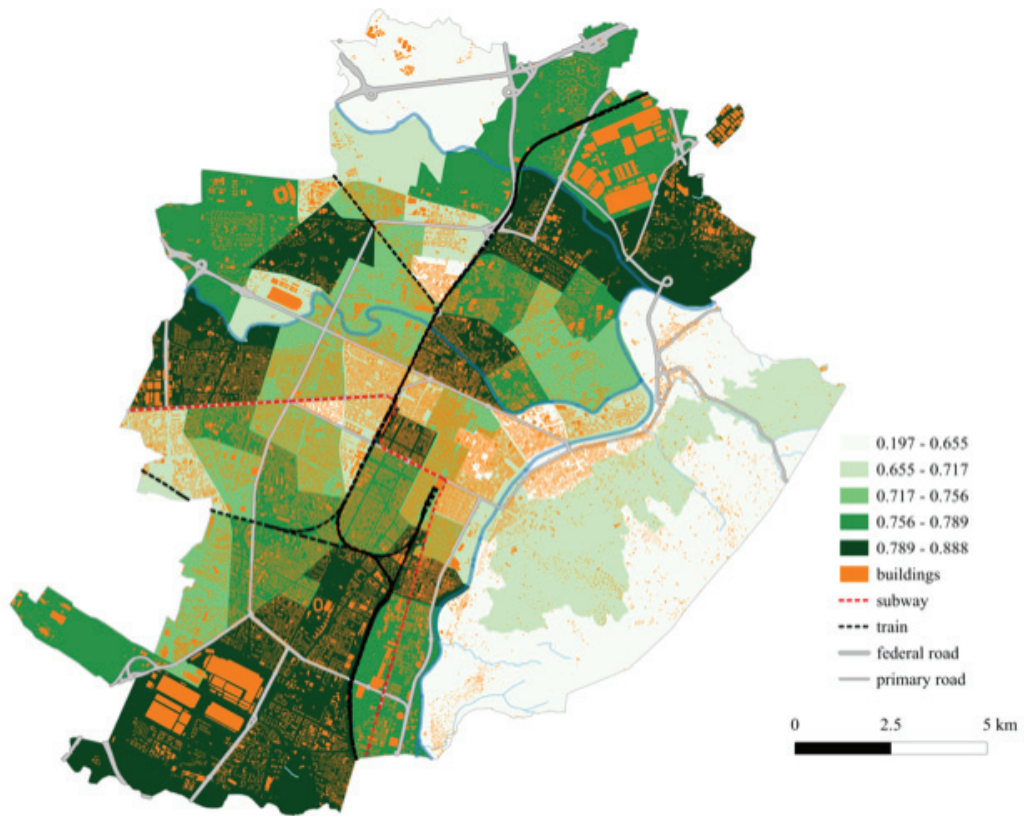 0.197 - 0.655
0.655 - 0.717
0.717 - 0.756
0.756 - 0.789
0.789 - 0.888
buildings
subway
train
federal road
primary road
0 2.5 5 km